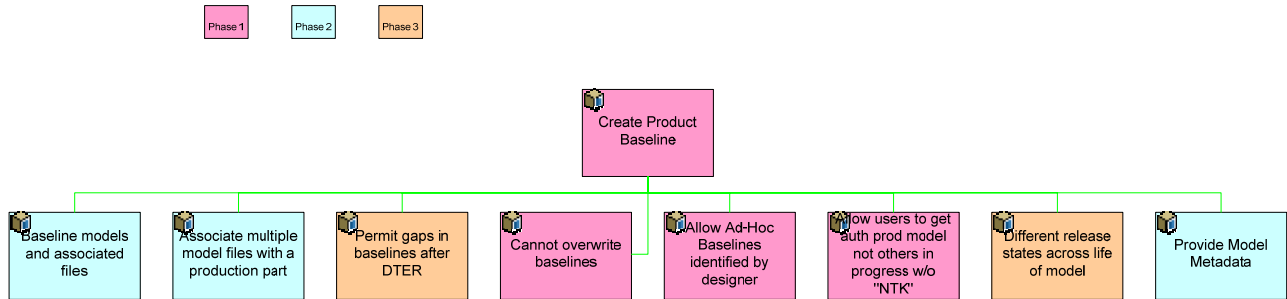 Phase 1
Phase 2
Phase 3
Create Product
Baseline
Baseline models
and associated
files
Associate multiple
model files with a
production part
Permit gaps in
baselines after
DTER
Cannot overwrite
baselines
Allow Ad-Hoc
Baselines
identified by
designer
Allow users to get
auth prod model
not others in
progress w/o
"NTK"
Different release
states across life
of model
Provide Model
Metadata